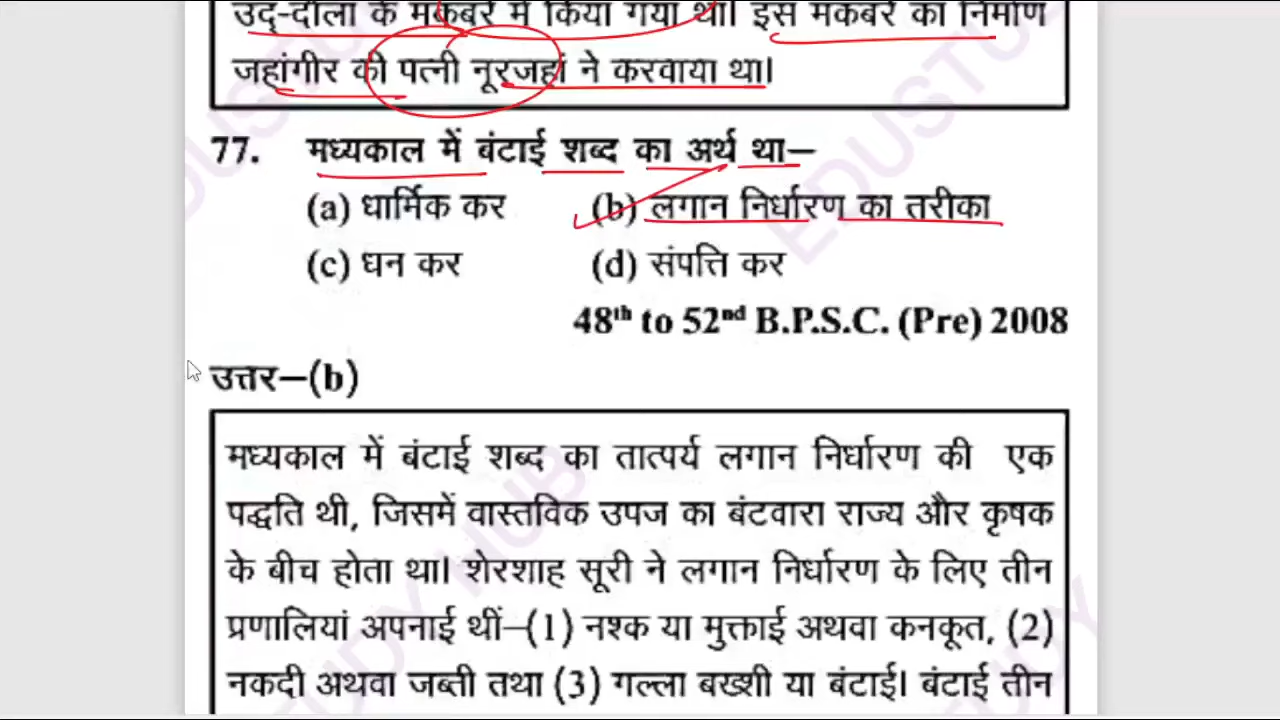 उद्-दौला के मकबरे में किया गया था। इस मकबरे का निर्माण
जहांगीर की पत्नी नूरजहां ने करवाया था।
77. मध्यकाल में बंटाई शब्द का अर्थ था–
(a) धार्मिक कर (b) लगान निर्धारण का तरीका
(c) धन कर (d) संपत्ति कर
48th to 52nd B.P.S.C. (Pre) 2008
उत्तर–(b)
मध्यकाल में बंटाई शब्द का तात्पर्य लगान निर्धारण की एक
पद्धति थी, जिसमें वास्तविक उपज का बंटवारा राज्य और कृषक
के बीच होता था। शेरशाह सूरी ने लगान निर्धारण के लिए तीन
प्रणालियां अपनाई थीं–(1) नश्क या मुक्ताई अथवा कनकूत, (2)
नकदी अथवा जब्ती तथा (3) गल्ला बख्शी या बंटाई। बंटाई तीन